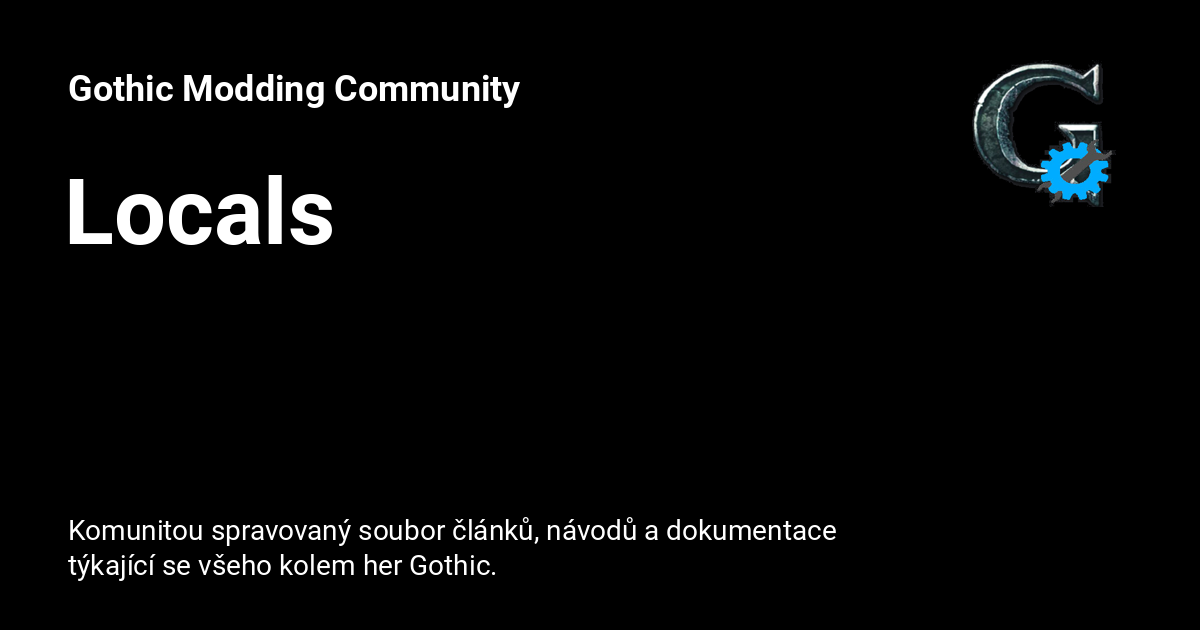 Gothic Modding Community
Locals
Komunitou spravovaný soubor článků, návodů a dokumentace
týkající se všeho kolem her Gothic.